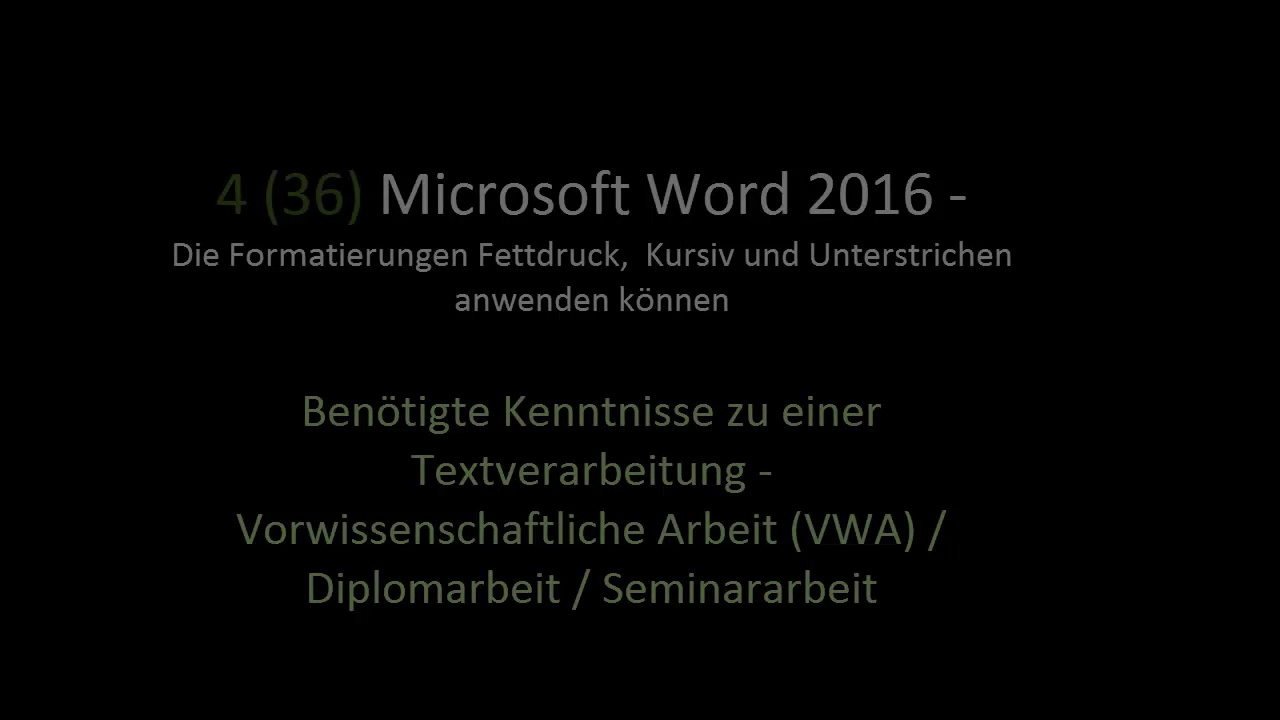 4 (36) Microsoft Word 2016 -
Die Formatierungen Fettdruck,  Kursiv und Unterstrichen
anwenden können
Benötigte Kenntnisse zu einer
Textverarbeitung -
Vorwissenschaftliche Arbeit (VWA) /
Diplomarbeit / Seminararbeit